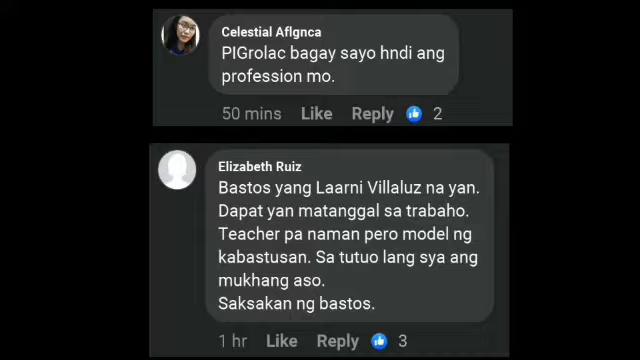 Celestial Aflgnca
PIGrolac bagay sayo hndi ang
profession mo.
50 mins Like Reply 2
Elizabeth Ruiz
Bastos yang Laarni Villaluz na yan.
Dapat yan matanggal sa trabaho.
Teacher pa naman pero model ng
kabastusan. Sa tutuo lang sya ang
mukhang aso.
Saksakan ng bastos.
1 hr Like Reply 3